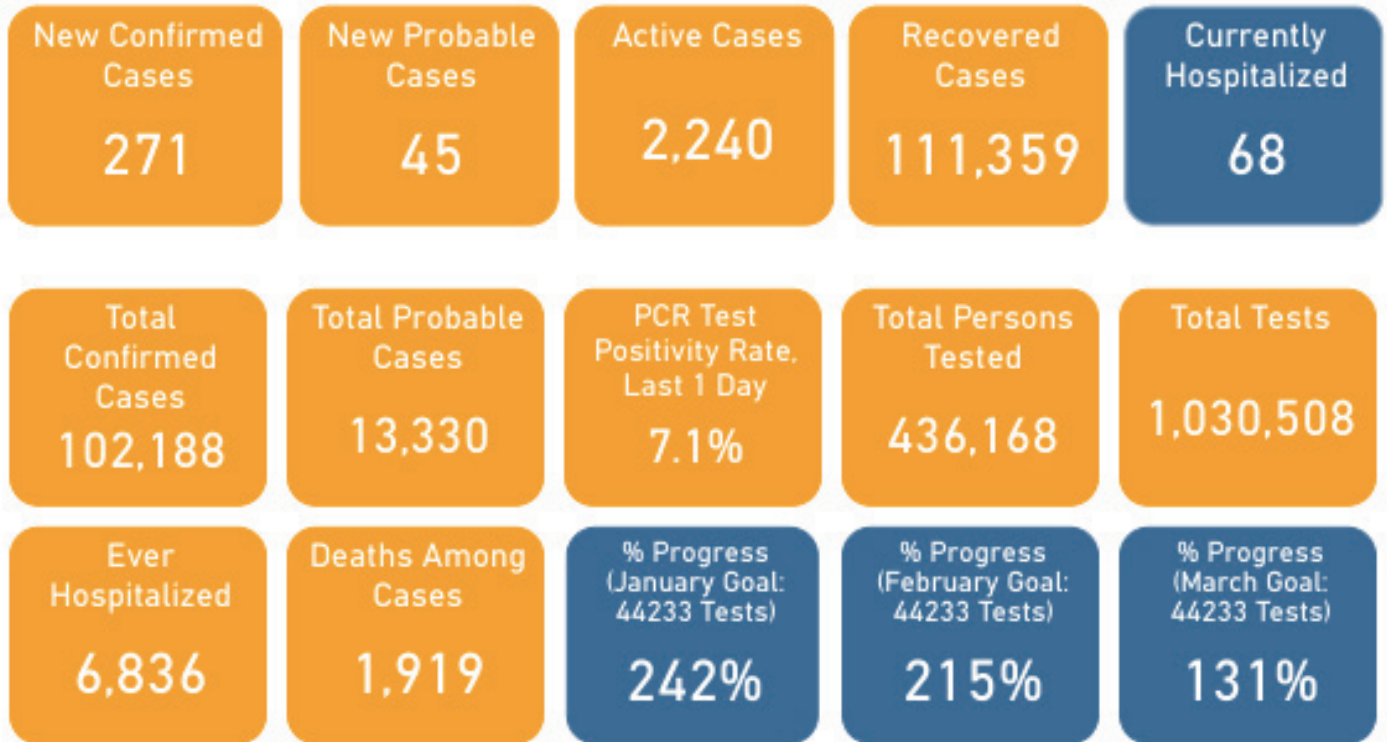 New Confirmed
Cases
271
New Probable
Cases
45
Active Cases
2,240
Recovered
Cases
111,359
Currently
Hospitalized
68
Total
Confirmed
Cases
102,188
Total Probable
Cases
13,330
PCR Test
Positivity Rate,
Last 1 Day
7.1%
Total Persons
Tested
436,168
Total Tests
1,030,508
Ever
Hospitalized
6,836
Deaths Among
Cases
1,919
% Progress
(January Goal:
44233 Tests)
242%
% Progress
(February Goal:
44233 Tests)
215%
% Progress
(March Goal:
44233 Tests)
131%